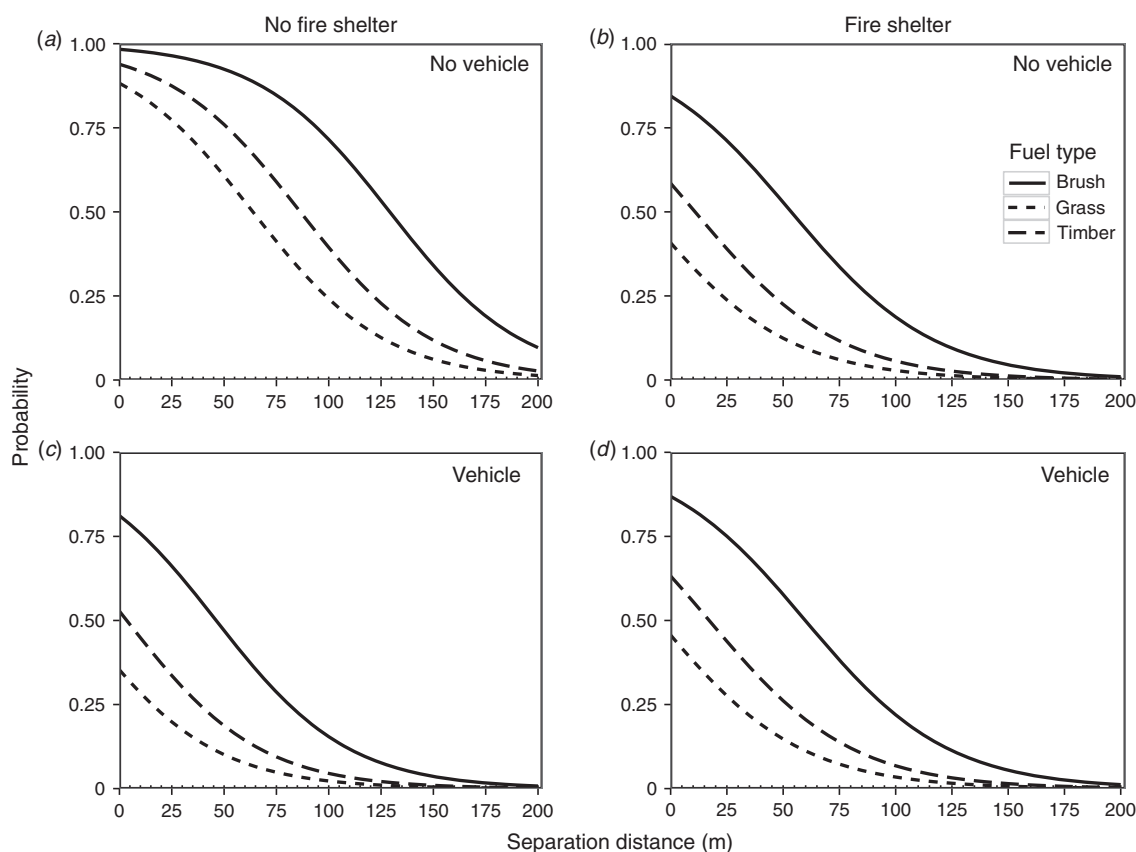 No fire shelter
Fire shelter
(a)
1.00
No vehicle
0.75
0.50
0.25
0
0 25 50 75 100 125 150 175 200
(b)
1.00
No vehicle
0.75
Fuel type
Brush
Grass
Timber
0.50
0.25
0
0 25 50 75 100 125 150 175 200
Probability
(c)
1.00
Vehicle
0.75
0.50
0.25
0
0 25 50 75 100 125 150 175 200
(d)
1.00
Vehicle
0.75
0.50
0.25
0
0 25 50 75 100 125 150 175 200
Separation distance (m)